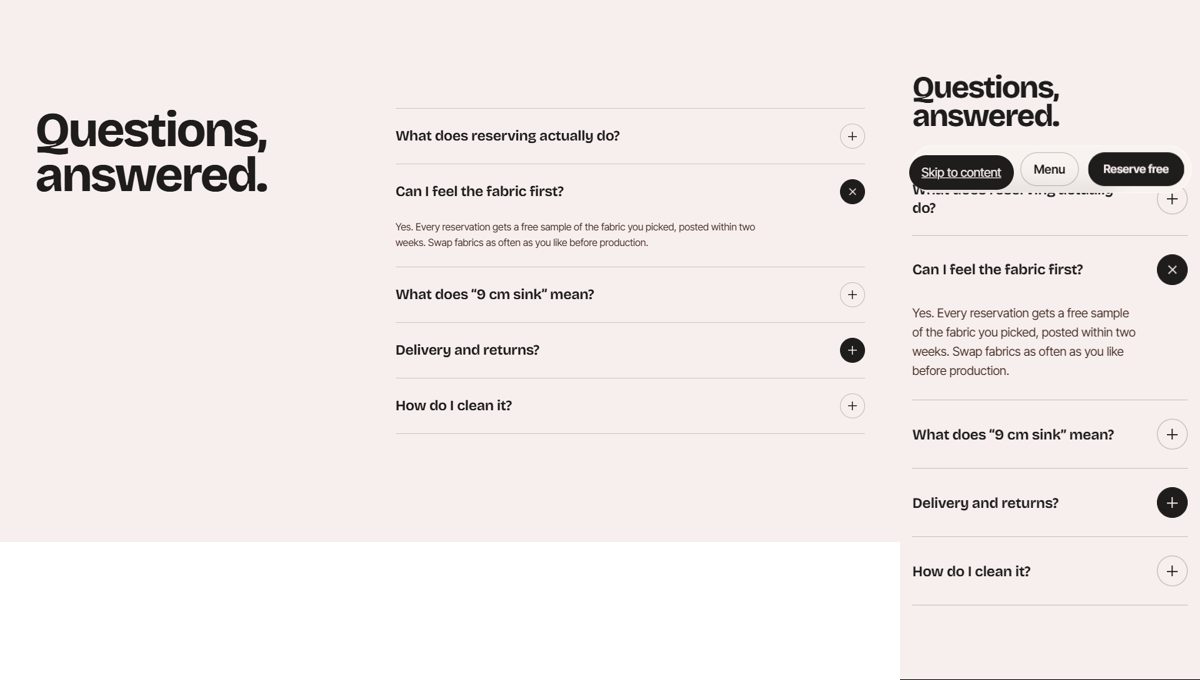 Questions,
answered.
What does reserving actually do?
Can I feel the fabric first?
Yes. Every reservation gets a free sample of the fabric you picked, posted within two
weeks. Swap fabrics as often as you like before production.
What does “9 cm sink” mean?
Delivery and returns?
How do I clean it?
Questions,
answered.
Skip to content
Menu
Reserve free
What does reserving actually
do?
Can I feel the fabric first?
Yes. Every reservation gets a free sample
of the fabric you picked, posted within two
weeks. Swap fabrics as often as you like
before production.
What does “9 cm sink” mean?
Delivery and returns?
How do I clean it?